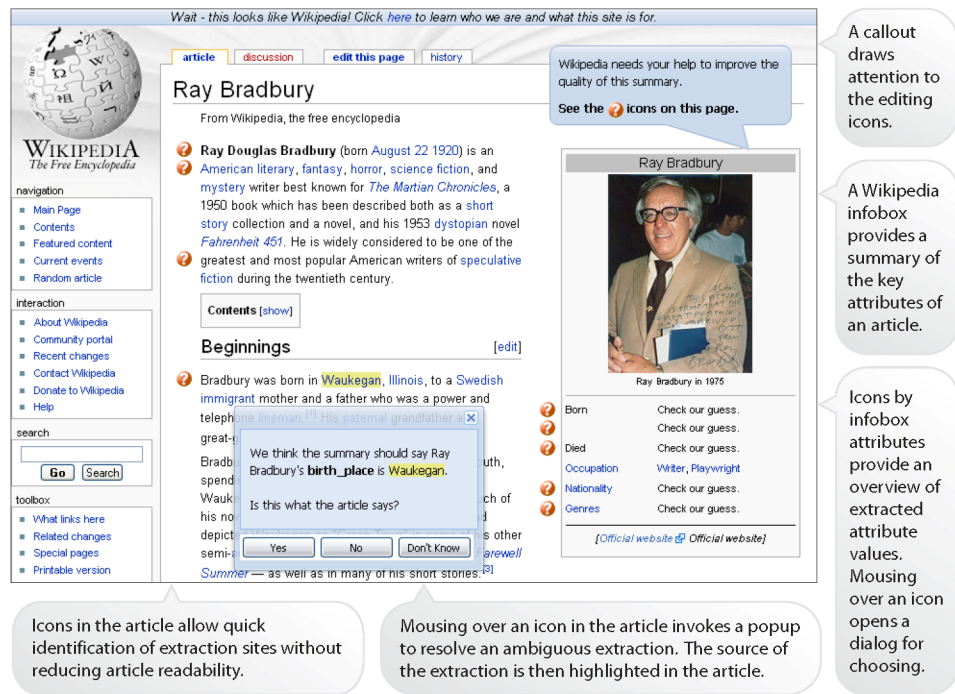 Wait - this looks like Wikipedia! Click here to learn who we are and what this site is for.
WIKIPEDIA
The Free Encyclopedia
navigation
Main Page
Contents
Featured content
Current events
Random article
interaction
About Wikipedia
Community portal
Recent changes
Contact Wikipedia
Donate to Wikipedia
Help
search
Go Search
toolbox
What links here
Related changes
Special pages
Printable version
article discussion edit this page history
Ray Bradbury
From Wikipedia, the free encyclopedia
Ray Douglas Bradbury (born August 22 1920) is an
American literary, fantasy, horror, science fiction, and
mystery writer best known for The Martian Chronicles, a
1950 book which has been described both as a short
story collection and a novel, and his 1953 dystopian novel
Fahrenheit 451. He is widely considered to be one of the
greatest and most popular American writers of speculative
fiction during the twentieth century.
Contents [show]
Beginnings [edit]
Bradbury was born in Waukegan, Illinois, to a Swedish
immigrant mother and a father who was a power and
telephone lineman. [1] His paternal grandfather a
great-g
Bradbu uth,
spendi
Wauke ch of
his nov d
depict s other
semi-a Farewell
Summer — as well as in many of his short stories.[3]
We think the summary should say Ray
Bradbury's birth_place is Waukegan.
Is this what the article says?
Yes No Don't Know
Wikipedia needs your help to improve the
quality of this summary.
See the ? icons on this page.
Ray Bradbury
Ray Bradbury in 1975
Born Check our guess.
Check our guess.
Died Check our guess.
Occupation Writer, Playwright
Nationality Check our guess.
Genres Check our guess.
[Official website Official website]
A callout
draws
attention to
the editing
icons.
A Wikipedia
infobox
provides a
summary of
the key
attributes of
an article.
Icons by
infobox
attributes
provide an
overview of
extracted
attribute
values.
Mousing
over an icon
opens a
dialog for
choosing.
Icons in the article allow quick
identification of extraction sites without
reducing article readability.
Mousing over an icon in the article invokes a popup
to resolve an ambiguous extraction. The source of
the extraction is then highlighted in the article.